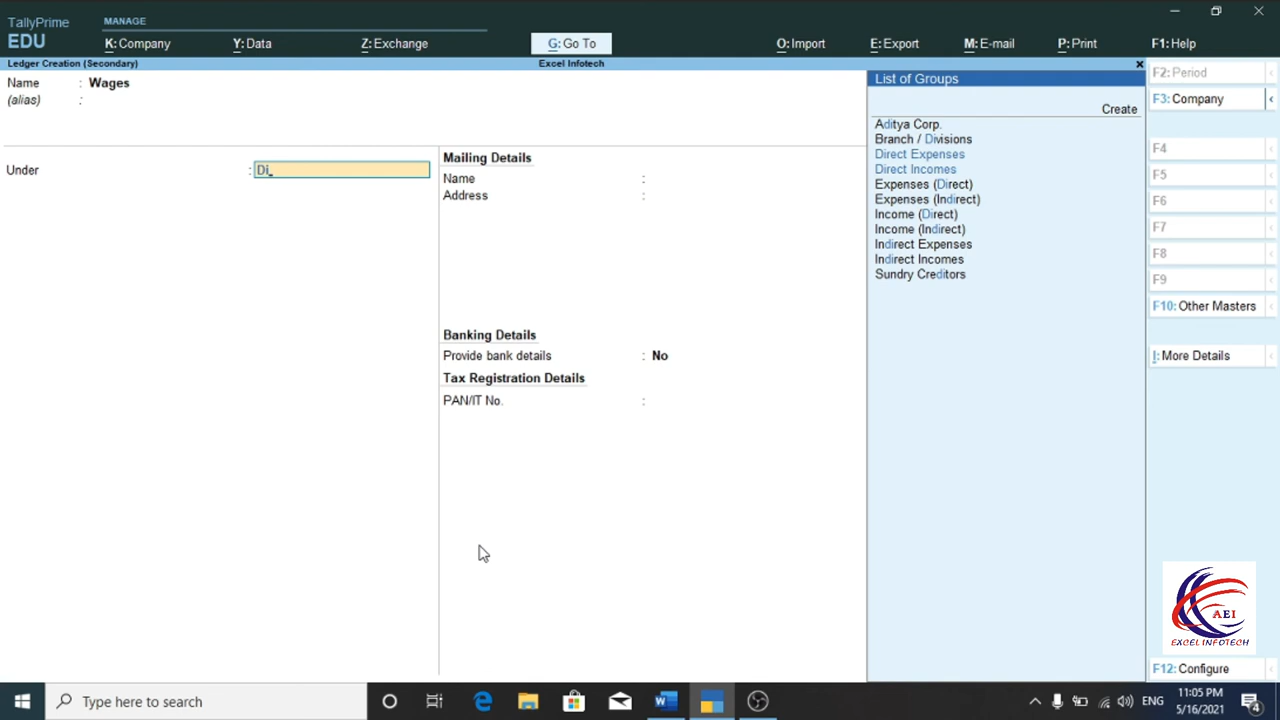 TallyPrime
EDU
MANAGE
K: Company
Y: Data
Z: Exchange
G: Go To
O: Import
E: Export
M: E-mail
P: Print
F1: Help
Ledger Creation (Secondary)
Excel Infotech
Name : Wages
(alias) :
Under : Di
Mailing Details
Name :
Address :
Banking Details
Provide bank details : No
Tax Registration Details
PAN/IT No. :
List of Groups
Create
Aditya Corp.
Branch / Divisions
Direct Expenses
Direct Incomes
Expenses (Direct)
Expenses (Indirect)
Income (Direct)
Income (Indirect)
Indirect Expenses
Indirect Incomes
Sundry Creditors
F2: Period
F3: Company
F4
F5
F6
F7
F8
F9
F10: Other Masters
I: More Details
AEI
EXCEL INFOTECH
F12: Configure
Type here to search
ENG
11:05 PM
5/16/2021
4